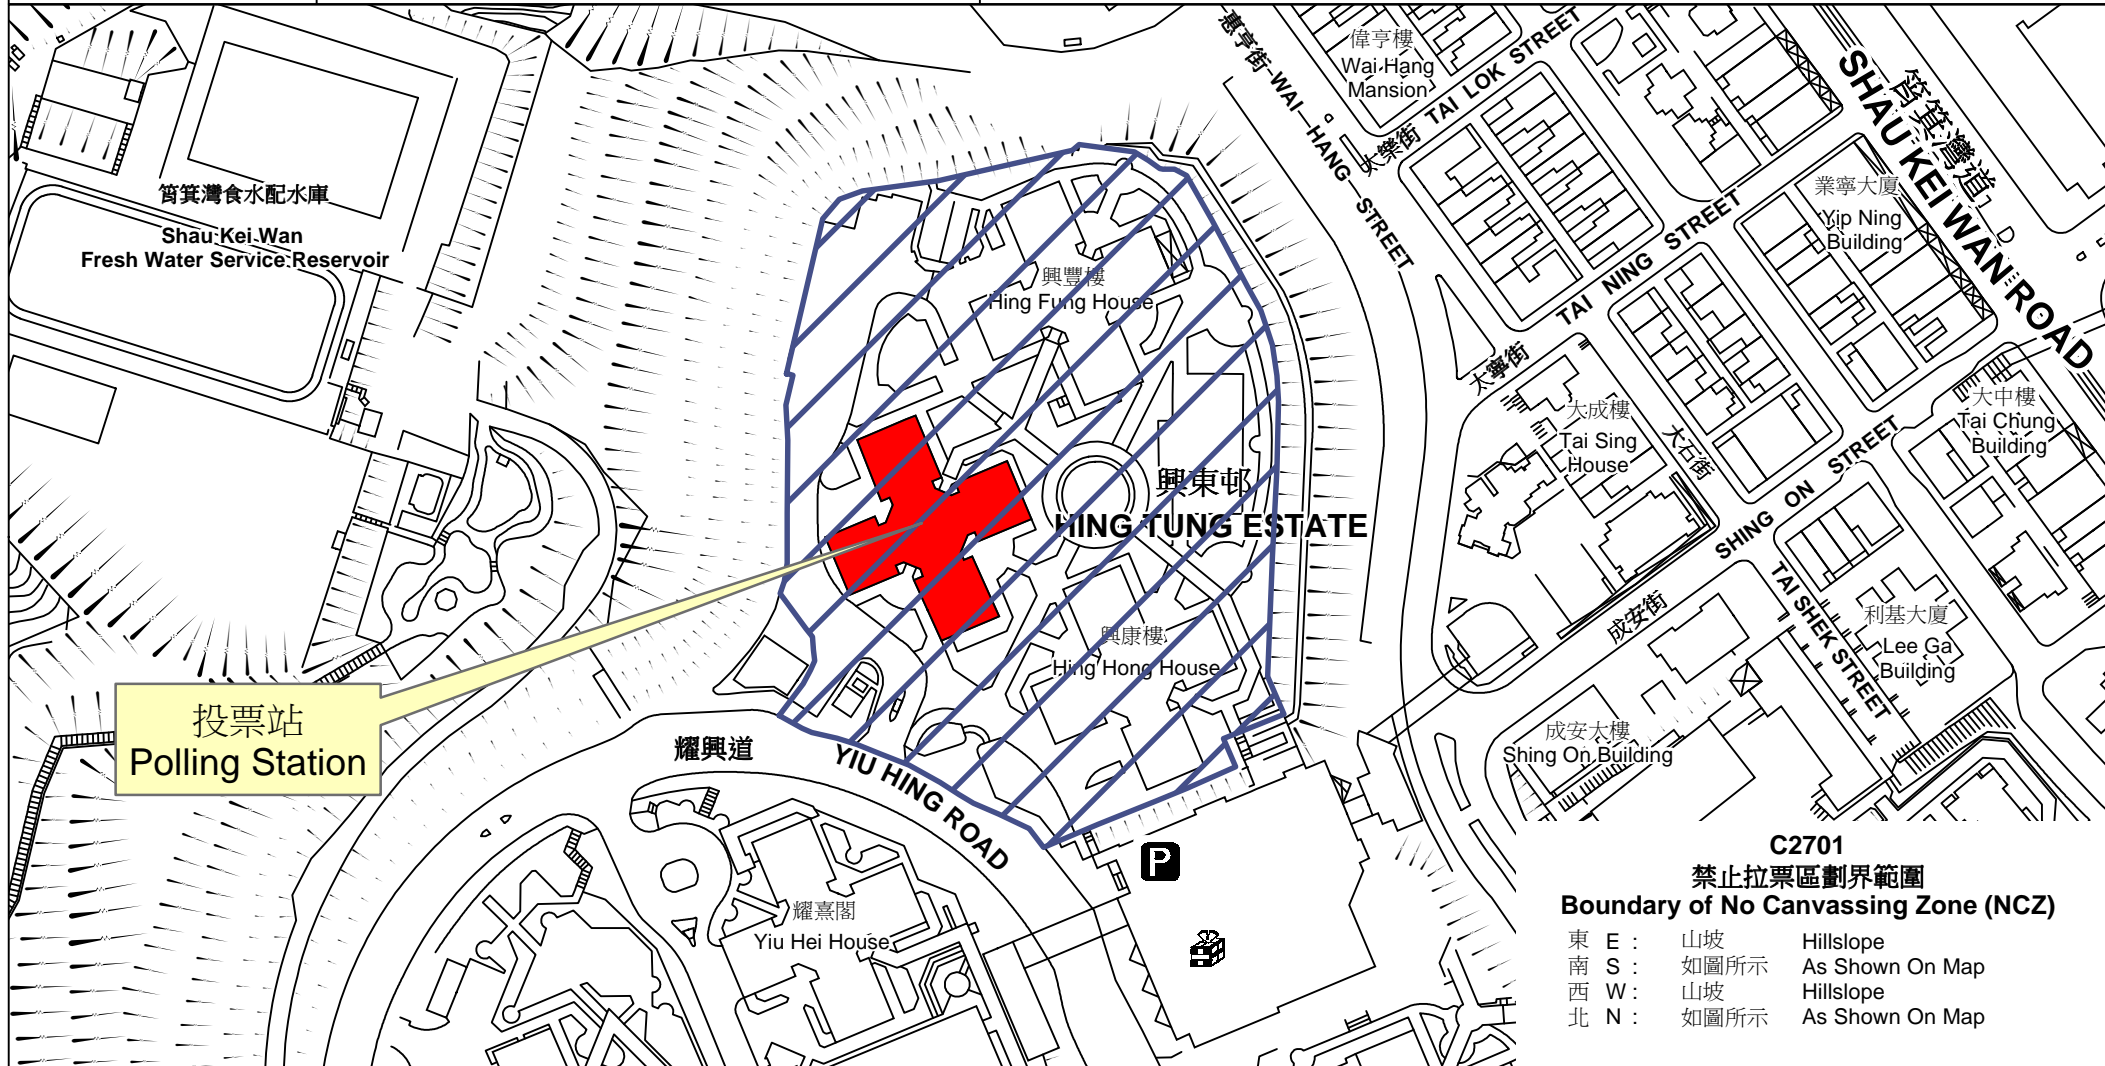 惠亨街 WAI HANG STREET
偉亨樓
Wai Hang
Mansion
太樂街 TAI LOK STREET
筲箕灣道
SHAU KEI WAN ROAD
筲箕灣食水配水庫
Shau Kei Wan
Fresh Water Service Reservoir
業寧大廈
Yip Ning
Building
TAI NING STREET
太寧街
興豐樓
Hing Fung House
大成樓
Tai Sing
House
大石街
大中樓
Tai Chung
Building
興東邨
HING TUNG ESTATE
SHING ON STREET
成安街
TAI SHEK STREET
利基大廈
Lee Ga
Building
興康樓
Hing Hong House
投票站
Polling Station
耀興道
YIU HING ROAD
成安大樓
Shing On Building
P
耀熹閣
Yiu Hei House
C2701
禁止拉票區劃界範圍
Boundary of No Canvassing Zone (NCZ)
東 E : 山坡 Hillslope
南 S : 如圖所示 As Shown On Map
西 W : 山坡 Hillslope
北 N : 如圖所示 As Shown On Map